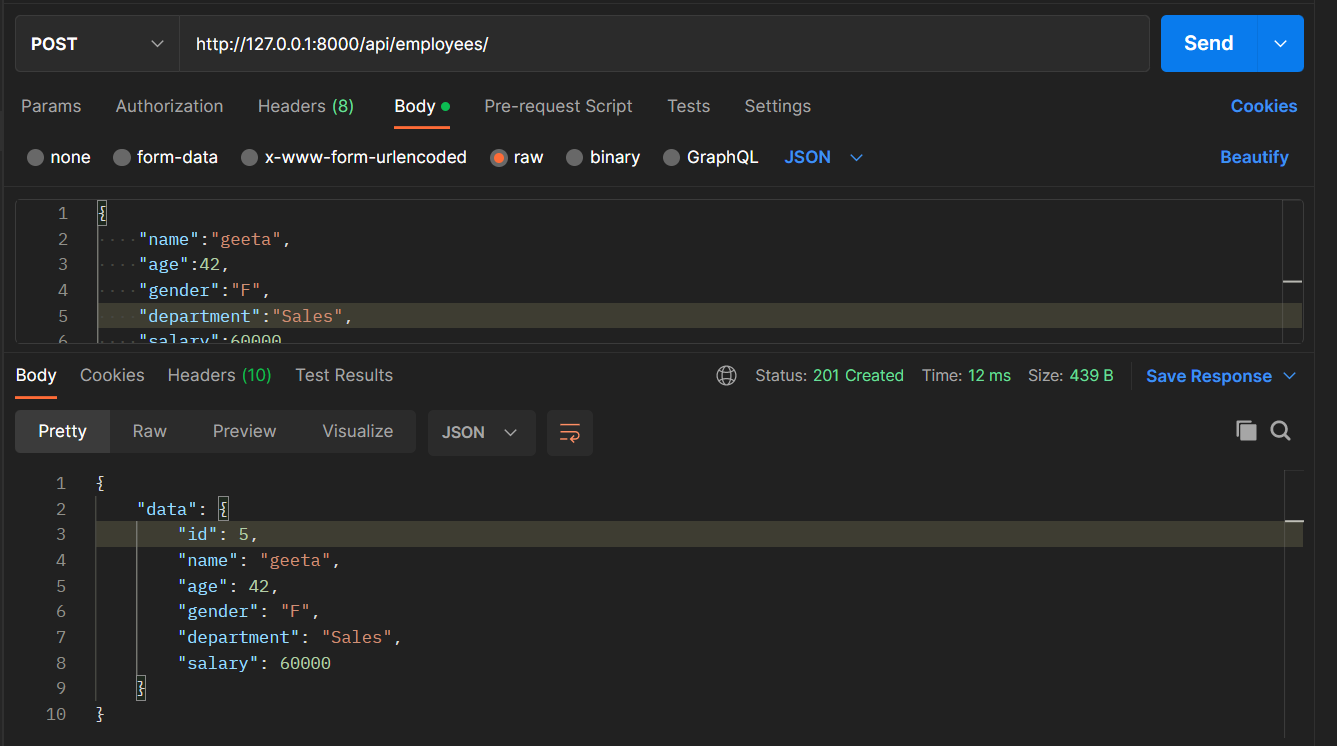 POST http://127.0.0.1:8000/api/employees/ Send
Params Authorization Headers (8) Body Pre-request Script Tests Settings Cookies
none form-data x-www-form-urlencoded raw binary GraphQL JSON Beautify
1 {
2 "name":"geeta",
3 "age":42,
4 "gender":"F",
5 "department":"Sales",
6 "salary":60000
Body Cookies Headers (10) Test Results Status: 201 Created Time: 12 ms Size: 439 B Save Response
Pretty Raw Preview Visualize JSON
1 {
2 "data": {
3 "id": 5,
4 "name": "geeta",
5 "age": 42,
6 "gender": "F",
7 "department": "Sales",
8 "salary": 60000
9 }
10 }